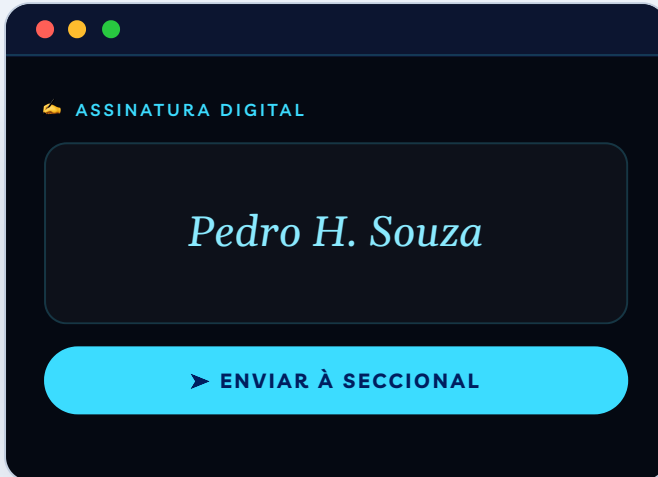 ✍️ ASSINATURA DIGITAL
Pedro H. Souza
➤ ENVIAR À SECCIONAL